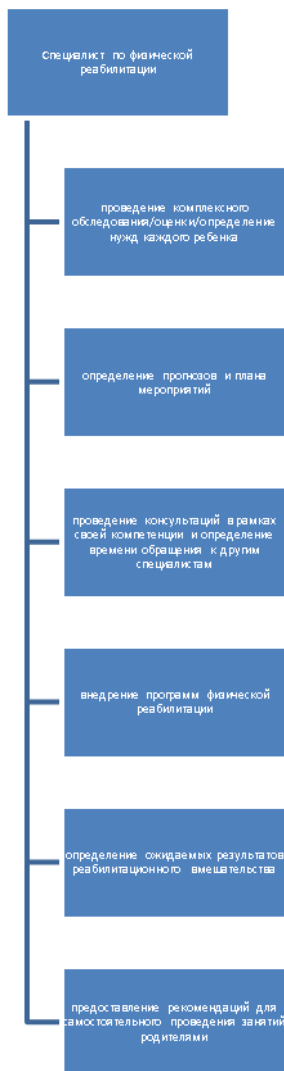 Специалист по физической
реабилитации
проведение комплексного
обследования/оценки/определение
нужд каждого ребенка
определение прогнозов и плана
мероприятий
проведение консультаций в рамках
своей компетенции и определение
времени обращения к другим
специалистам
внедрение программ физической
реабилитации
определение ожидаемых результатов
реабилитационного вмешательства
предоставление рекомендаций для
самостоятельного проведения занятий
родителями